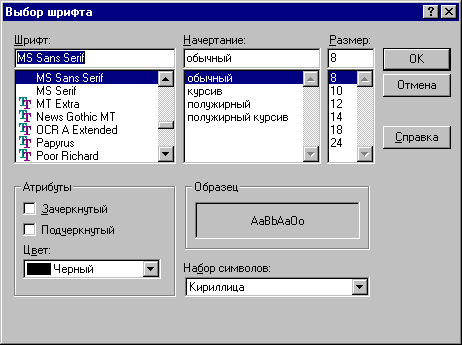 Выбор шрифта
Шрифт: Начертание: Размер:
MS Sans Serif обычный 8 OK
MS Sans Serif обычный 8 Отмена
MS Serif курсив 10
MT Extra полужирный 12
News Gothic MT полужирный курсив 14
OCR A Extended 18 Справка
Papyrus 24
Poor Richard
Атрибуты Образец
Зачеркнутый AaBbАаОо
Подчеркнутый
Цвет:
Черный Набор символов:
Кириллица